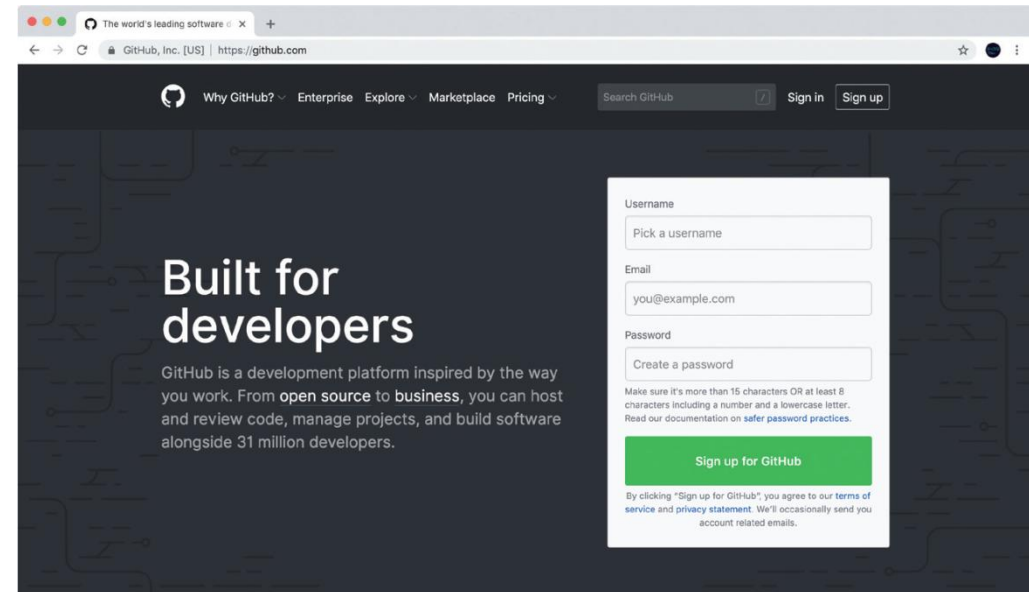 The world's leading software d
GitHub, Inc. [US] | https://github.com
Why GitHub? Enterprise Explore Marketplace Pricing Search GitHub / Sign in Sign up
Built for
developers
GitHub is a development platform inspired by the way
you work. From open source to business, you can host
and review code, manage projects, and build software
alongside 31 million developers.
Username
Pick a username
Email
you@example.com
Password
Create a password
Make sure it's more than 15 characters OR at least 8
characters including a number and a lowercase letter.
Read our documentation on safer password practices.
Sign up for GitHub
By clicking "Sign up for GitHub", you agree to our terms of
service and privacy statement. We'll occasionally send you
account related emails.